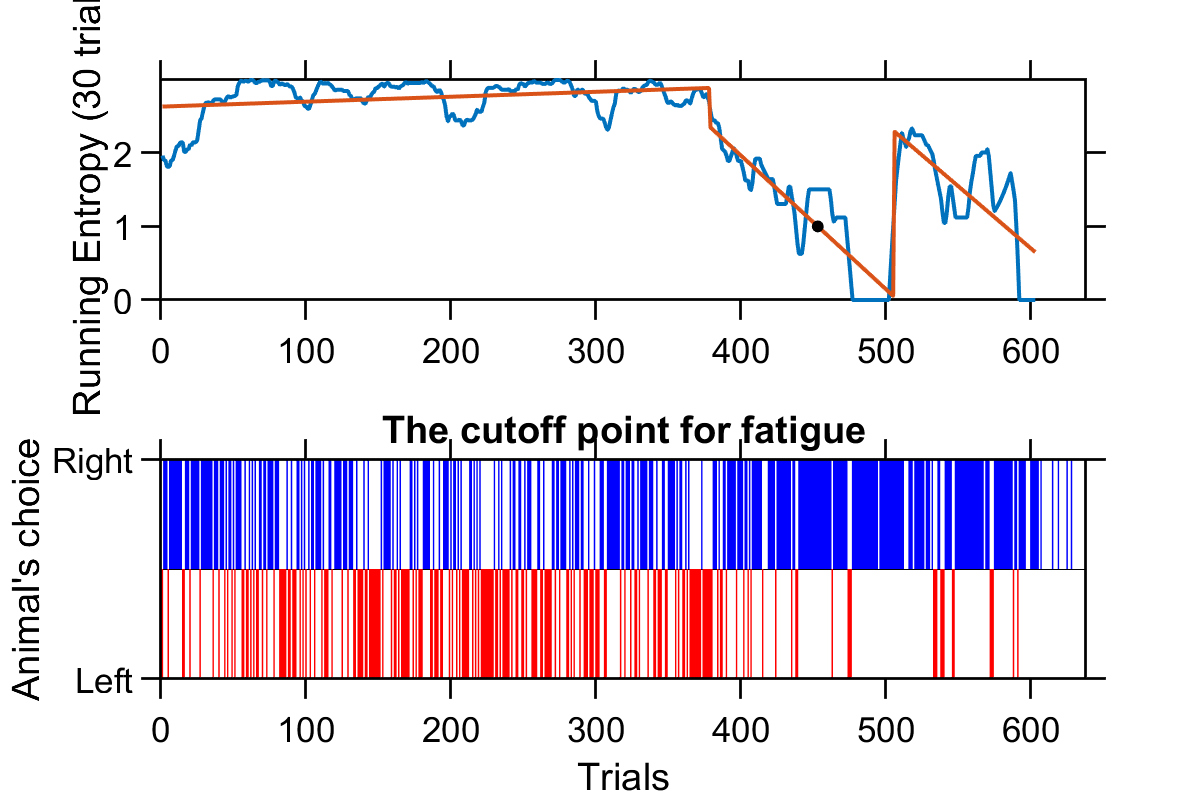 Running Entropy (30 trial
2
1
0
0 100 200 300 400 500 600
The cutoff point for fatigue
Animal's choice
Right
Left
0 100 200 300 400 500 600
Trials